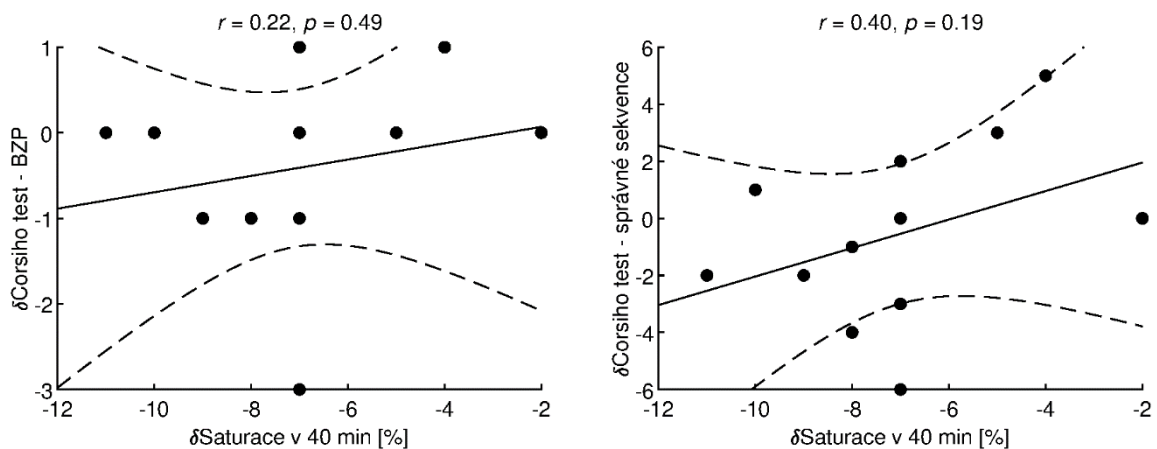 r = 0.22, p = 0.49
δCorsiho test - BZP
1
0
-1
-2
-3
-12 -10 -8 -6 -4 -2
δSaturace v 40 min [%]
r = 0.40, p = 0.19
δCorsiho test - správné sekvence
6
4
2
0
-2
-4
-6
-12 -10 -8 -6 -4 -2
δSaturace v 40 min [%]